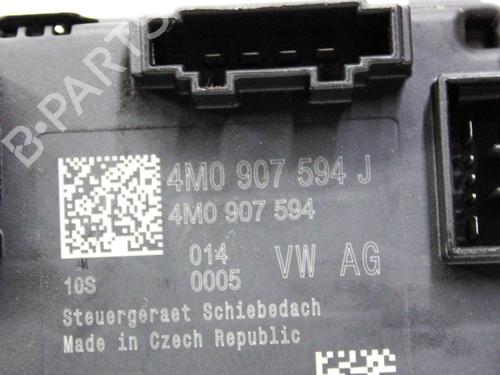 B-PARTS
4M0 907 594 J
4M0 907 594
014
10S 0005 VW AG
Steuergeraet Schiebedach
Made in Czech Republic